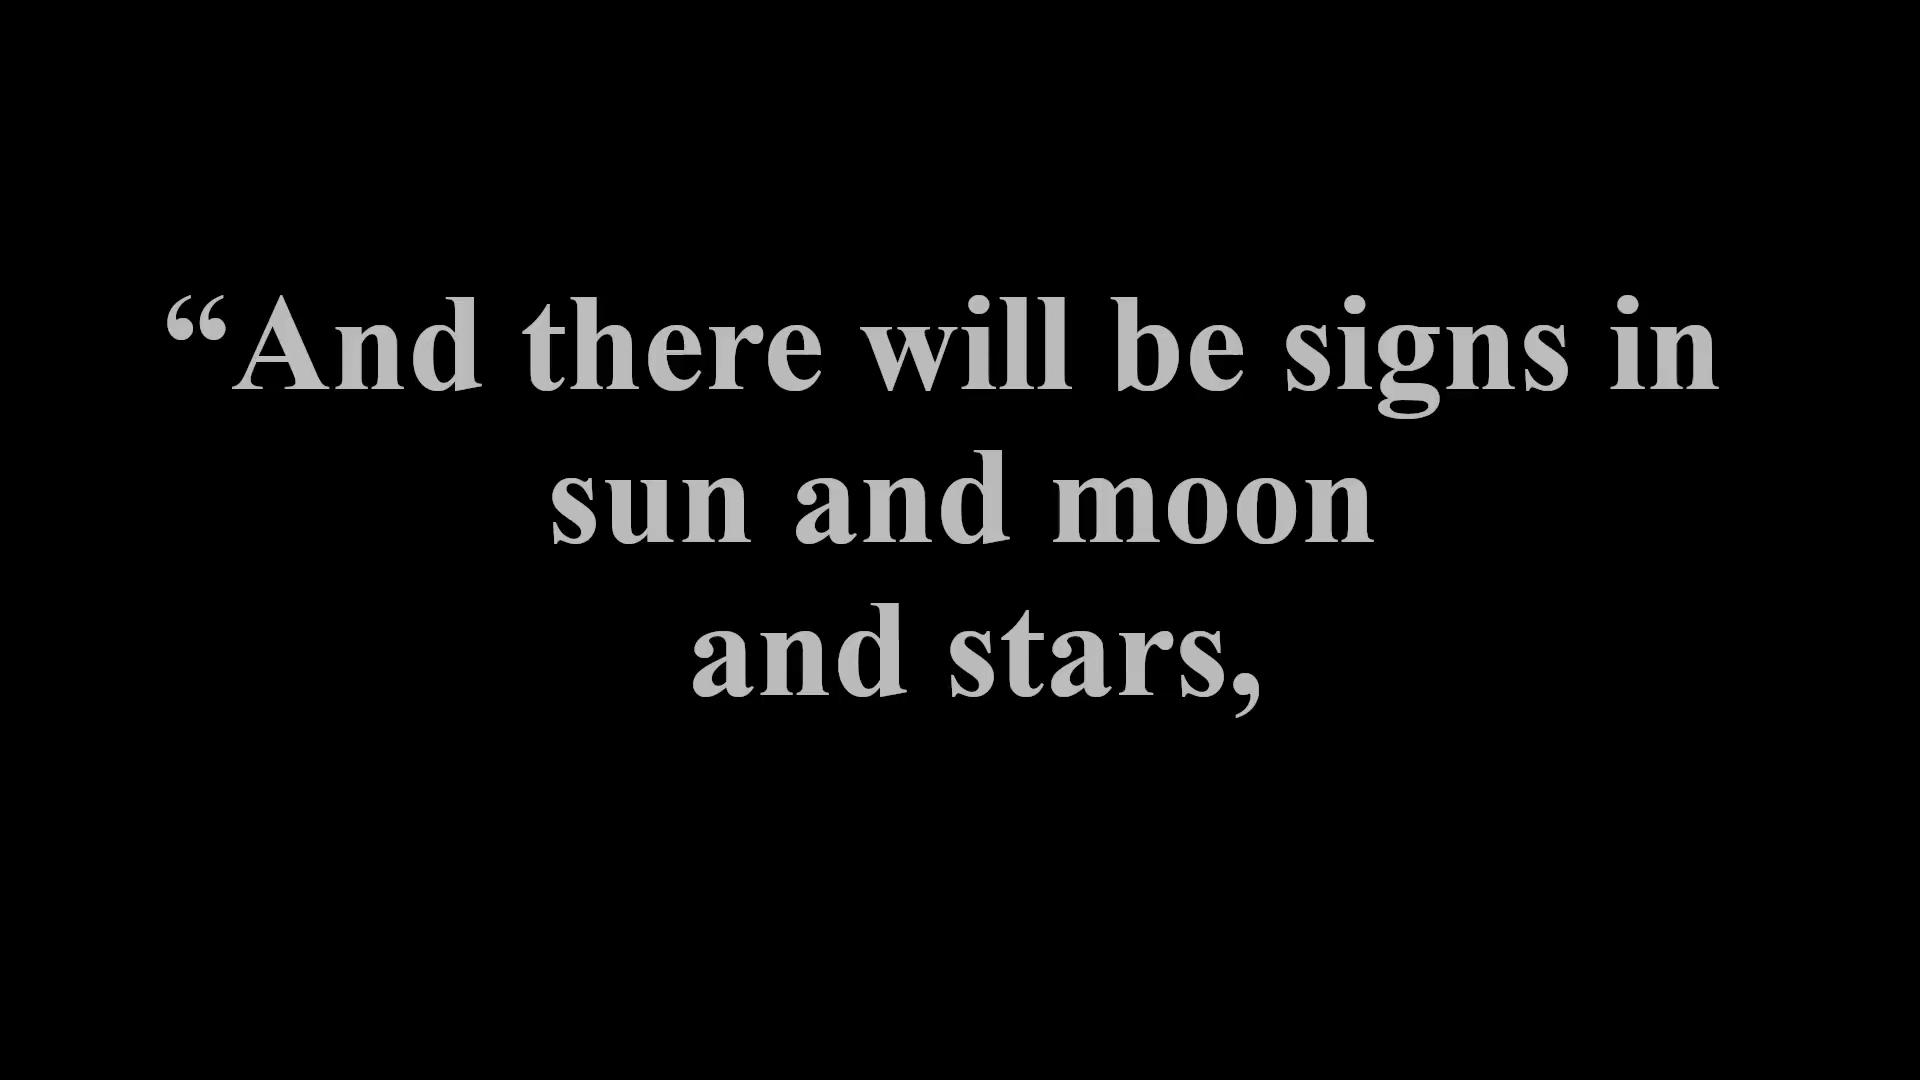 “And there will be signs in
sun and moon
and stars,